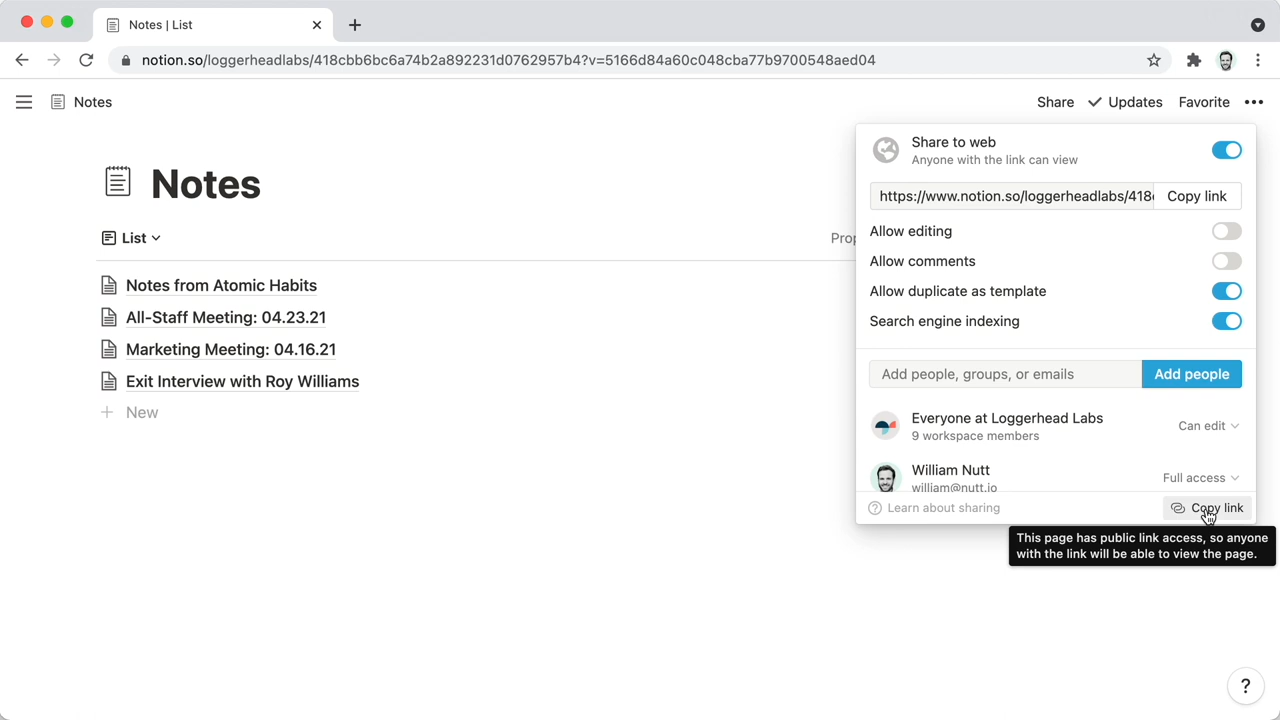 Notes | List
notion.so/loggerheadlabs/418cbb6bc6a74b2a892231d0762957b4?v=5166d84a60c048cba77b9700548aed04
Notes
Share
Updates
Favorite
Notes
List
Share to web
Anyone with the link can view
https://www.notion.so/loggerheadlabs/418
Copy link
Allow editing
Allow comments
Allow duplicate as template
Search engine indexing
Add people, groups, or emails
Add people
Everyone at Loggerhead Labs
9 workspace members
Can edit
William Nutt
william@nutt.io
Full access
Learn about sharing
Copy link
This page has public link access, so anyone
with the link will be able to view the page.
Notes from Atomic Habits
All-Staff Meeting: 04.23.21
Marketing Meeting: 04.16.21
Exit Interview with Roy Williams
+ New
?